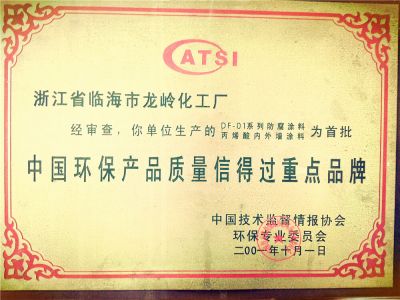 CATSI
浙江省临海市龙岭化工厂
经审查，你单位生产的 DF-01系列防腐涂料 丙烯酸内外墙涂料 为首批
中国环保产品质量信得过重点品牌
中国技术监督情报协会
环保专业委员会
二00一年十月一日